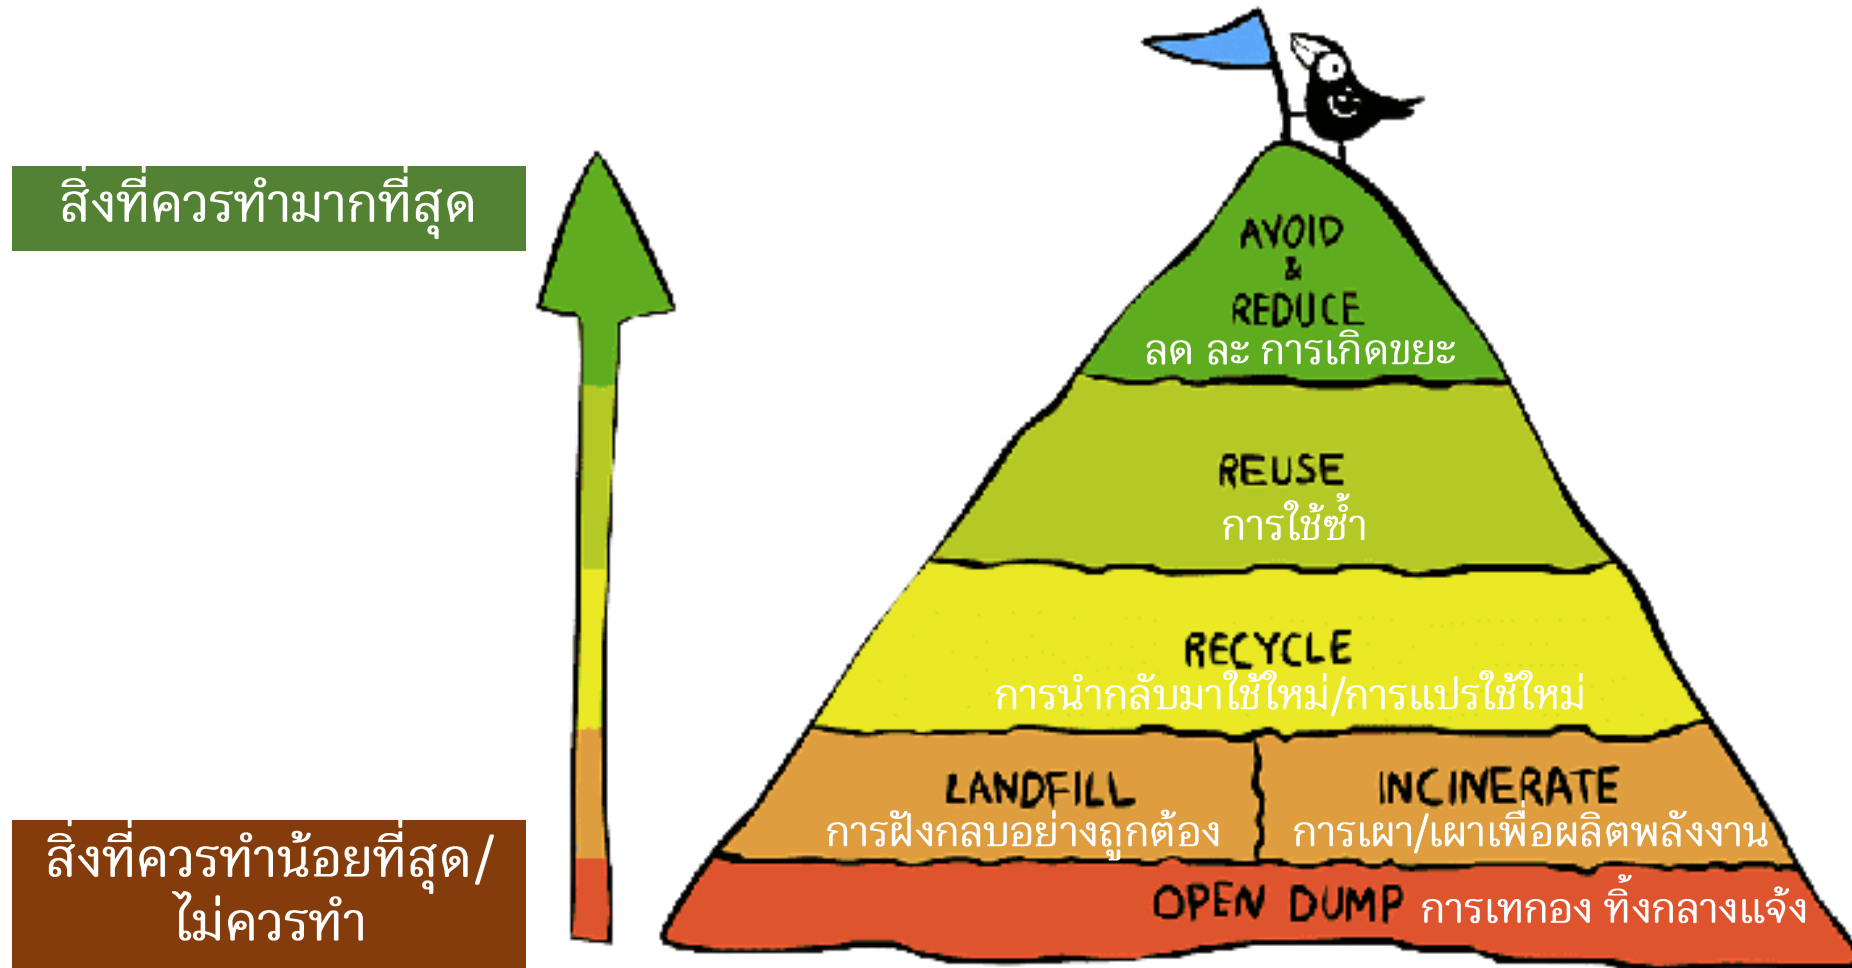 สิ่งที่ควรทำมากที่สุด
AVOID
&
REDUCE
ลด ละ การเกิดขยะ
REUSE
การใช้ซ้ำ
RECYCLE
การนำกลับมาใช้ใหม่/การแปรใช้ใหม่
LANDFILL
การฝังกลบอย่างถูกต้อง
INCINERATE
การเผา/เผาเพื่อผลิตพลังงาน
สิ่งที่ควรทำน้อยที่สุด/
ไม่ควรทำ
OPEN DUMP การเทกอง ทิ้งกลางแจ้ง